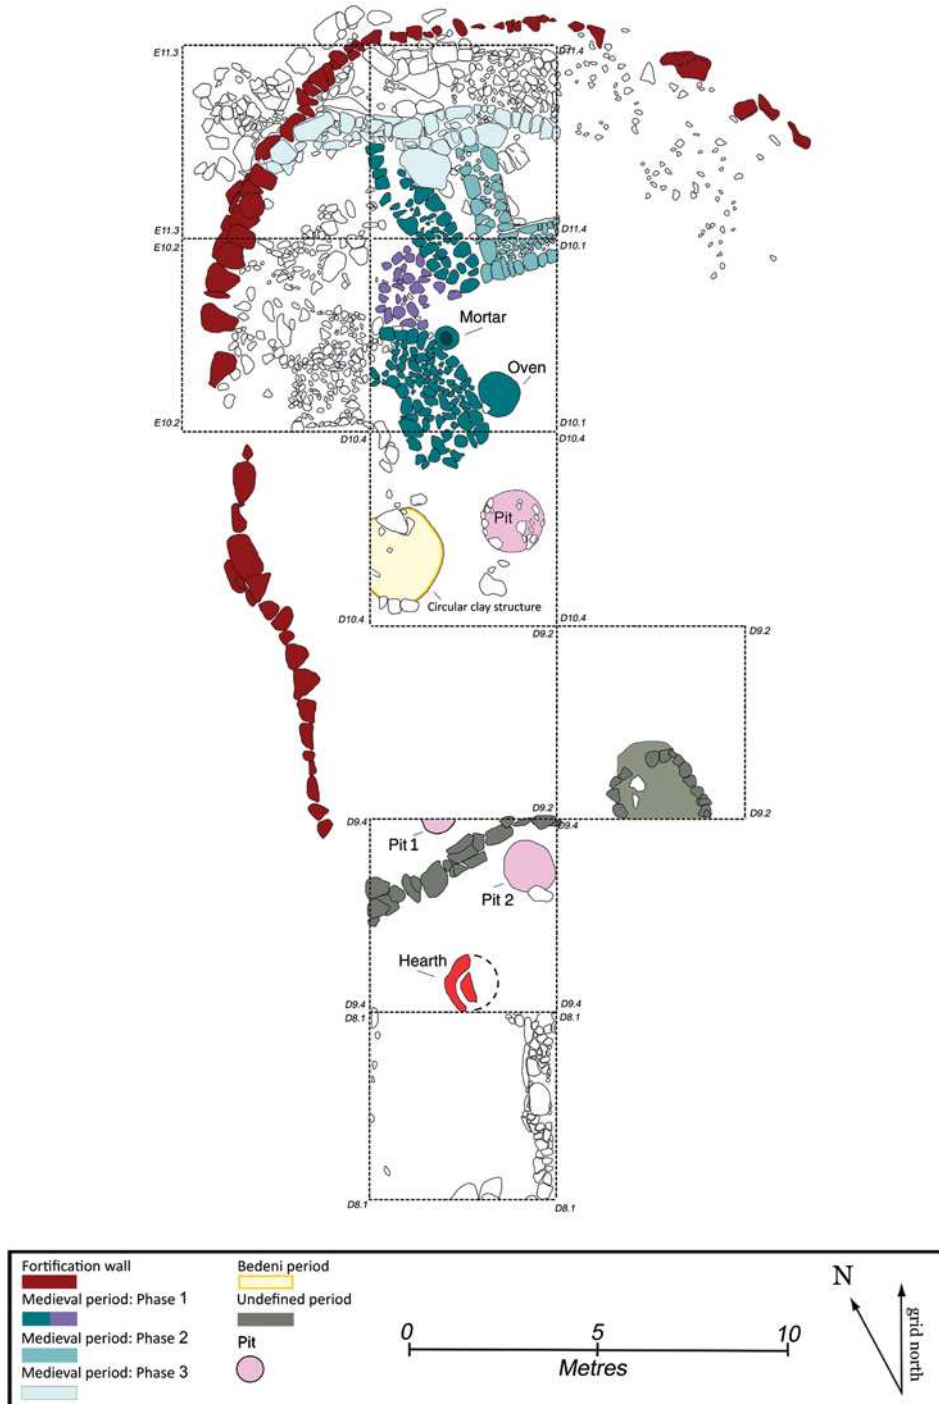 E11.3
D11.4
E11.3
D11.4
E10.2
D10.1
Mortar
Oven
E10.2
D10.1
D10.4
D10.4
Pit
Circular clay structure
D10.4
D10.4
D9.2
D9.2
D9.2
D9.2
D9.4
D9.4
Pit 1
Pit 2
Hearth
D9.4
D9.4
D8.1
D8.1
D8.1
D8.1
Fortification wall
Medieval period: Phase 1
Medieval period: Phase 2
Medieval period: Phase 3
Bedeni period
Undefined period
Pit
0
5
10
Metres
N
grid north